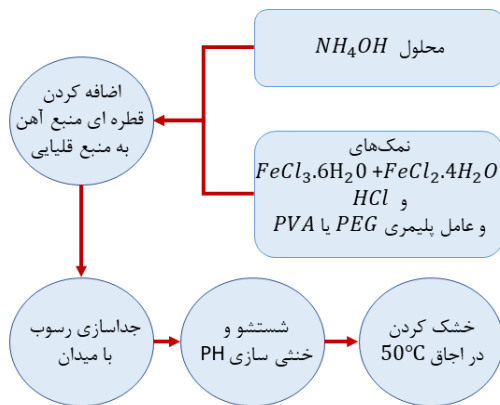 محلول NH₄OH
نمک‌های
FeCl₃.6H₂0 +FeCl₂.4H₂O
و HCl
و عامل پلیمری PEG یا PVA
اضافه کردن
قطره ای منبع آهن
به منبع قلیایی
جداسازی رسوب
با میدان
شستشو و
خنثی سازی PH
خشک کردن
در اجاق 50°C